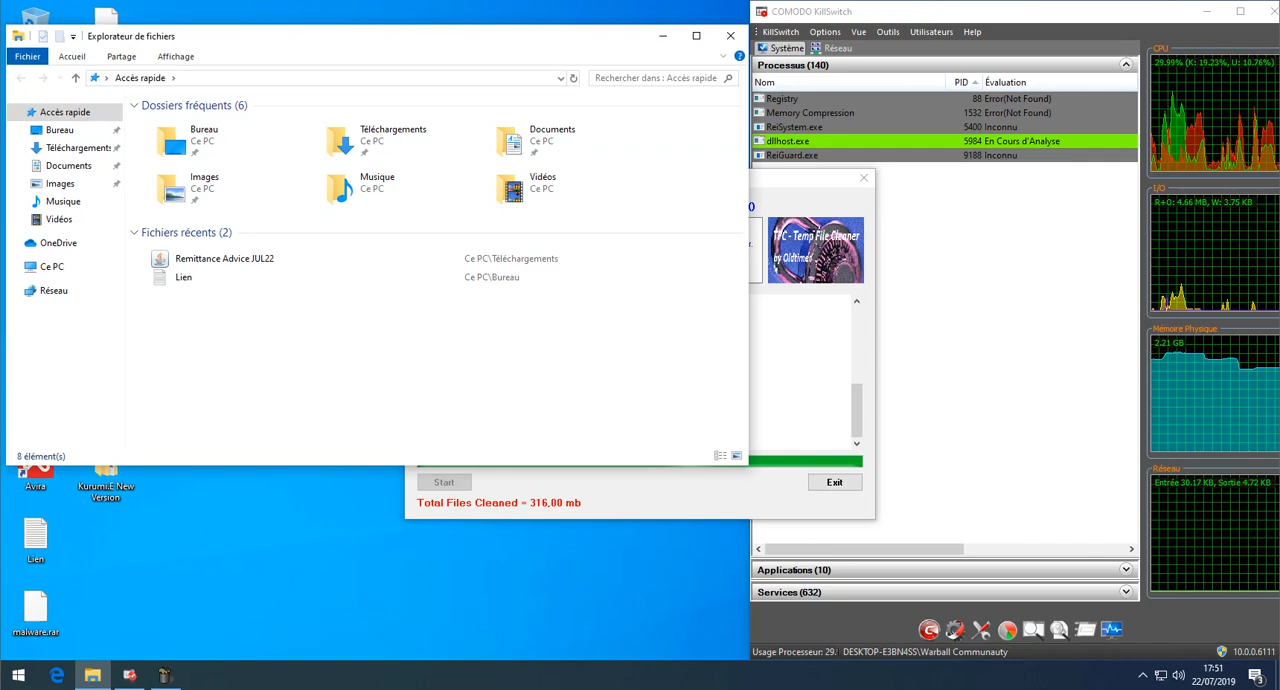 Explorateur de fichiers
Fichier Accueil Partage Affichage
Accès rapide
Rechercher dans : Accès rapide
Accès rapide
Bureau
Téléchargements
Documents
Images
Musique
Vidéos
OneDrive
Ce PC
Réseau
Dossiers fréquents (6)
Bureau
Ce PC
Téléchargements
Ce PC
Documents
Ce PC
Images
Ce PC
Musique
Ce PC
Vidéos
Ce PC
Fichiers récents (2)
Remittance Advice JUL22 Ce PC\Téléchargements
Lien Ce PC\Bureau
8 élément(s)
Avira
Kurumi.E New
Version
Lien
malware.rar
TFC - Temp File Cleaner
by Oldtimer
Start
Exit
Total Files Cleaned = 316,00 mb
COMODO KillSwitch
KillSwitch Options Vue Outils Utilisateurs Help
Système Réseau
Processus (140)
Nom PID Évaluation
Registry 88 Error(Not Found)
Memory Compression 1532 Error(Not Found)
ReiSystem.exe 5400 Inconnu
dllhost.exe 5984 En Cours d'Analyse
ReiGuard.exe 9188 Inconnu
Applications (10)
Services (632)
CPU
29.99% (K: 19.23%, U: 10.76%)
I/O
R+O: 4.66 MB, W: 3.75 KB
Mémoire Physique
2.21 GB
Réseau
Entrée 30.17 KB, Sortie 4.72 KB
Usage Processeur: 29. DESKTOP-E3BN4SS\Warball Communauty 10.0.0.6111
17:51
22/07/2019
3